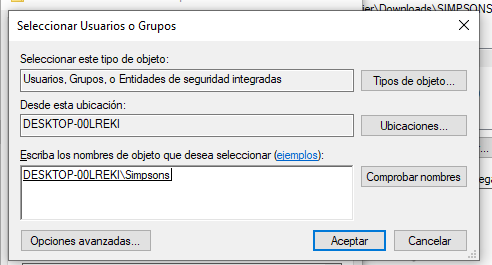 er\Downloads\SIMPSONS
Seleccionar Usuarios o Grupos
Seleccionar este tipo de objeto:
Usuarios, Grupos, o Entidades de seguridad integradas
Tipos de objeto...
Desde esta ubicación:
DESKTOP-00LREKI
Ubicaciones...
Escriba los nombres de objeto que desea seleccionar (ejemplos):
DESKTOP-00LREKI\Simpsons
Comprobar nombres
Opciones avanzadas...
Aceptar
Cancelar